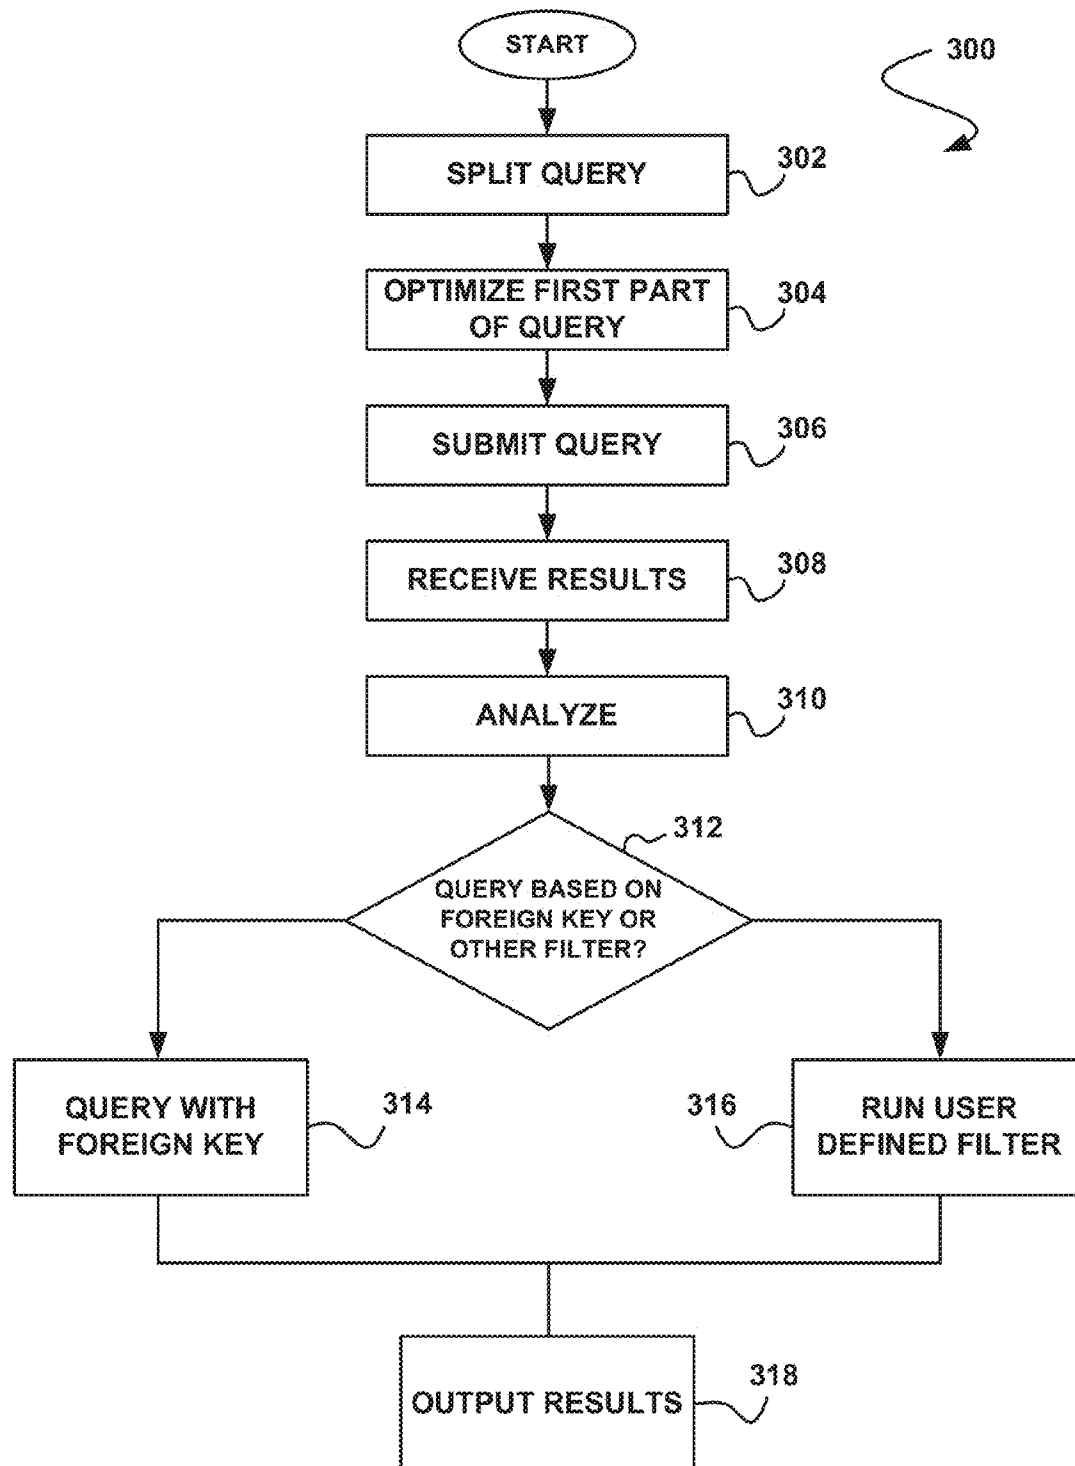 START
300
SPLIT QUERY
302
OPTIMIZE FIRST PART
OF QUERY
304
SUBMIT QUERY
306
RECEIVE RESULTS
308
ANALYZE
310
312
QUERY BASED ON
FOREIGN KEY OR
OTHER FILTER?
QUERY WITH
FOREIGN KEY
314
316
RUN USER
DEFINED FILTER
OUTPUT RESULTS
318